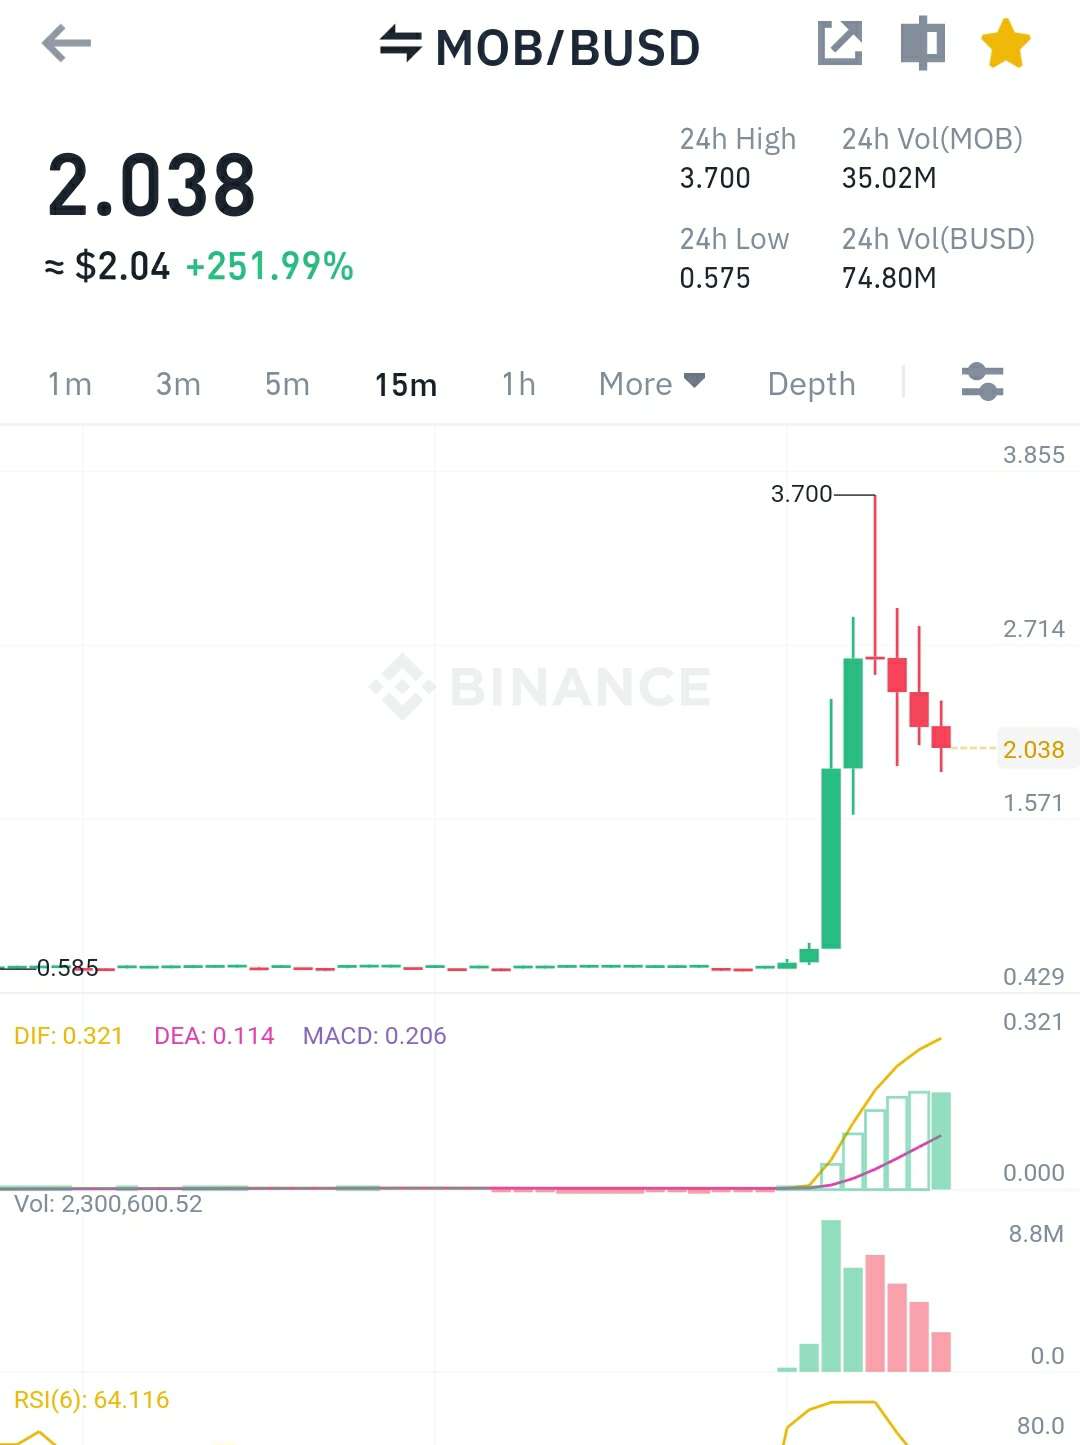 MOB/BUSD
2.038
≈ $2.04 +251.99%
24h High
3.700
24h Vol(MOB)
35.02M
24h Low
0.575
24h Vol(BUSD)
74.80M
1m 3m 5m 15m 1h More Depth
3.855
3.700
2.714
BINANCE
2.038
1.571
0.585
0.429
DIF: 0.321 DEA: 0.114 MACD: 0.206
0.321
0.000
Vol: 2,300,600.52
8.8M
0.0
RSI(6): 64.116
80.0